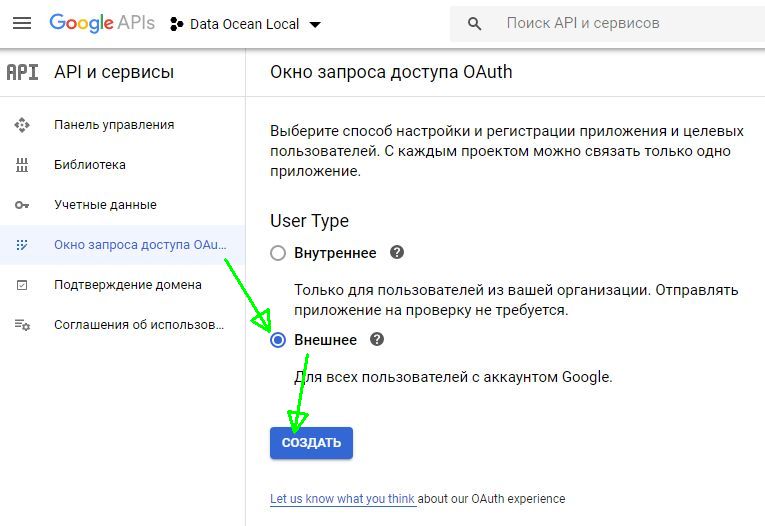 Google APIs Data Ocean Local Поиск API и сервисов
API API и сервисы
Окно запроса доступа OAuth
Панель управления
Библиотека
Учетные данные
Окно запроса доступа OAu...
Подтверждение домена
Соглашения об использов...
Выберите способ настройки и регистрации приложения и целевых
пользователей. С каждым проектом можно связать только одно
приложение.
User Type
Внутреннее
Только для пользователей из вашей организации. Отправлять
приложение на проверку не требуется.
Внешнее
Для всех пользователей с аккаунтом Google.
СОЗДАТЬ
Let us know what you think about our OAuth experience